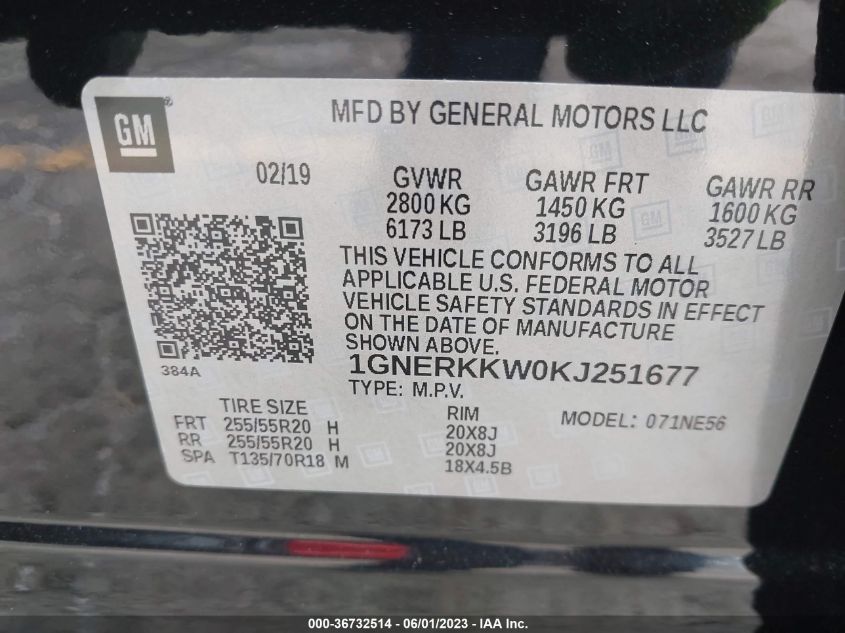 GM®
MFD BY GENERAL MOTORS LLC
02/19
GVWR
2800 KG
6173 LB
GAWR FRT
1450 KG
3196 LB
GAWR RR
1600 KG
3527 LB
THIS VEHICLE CONFORMS TO ALL
APPLICABLE U.S. FEDERAL MOTOR
VEHICLE SAFETY STANDARDS IN EFFECT
ON THE DATE OF MANUFACTURE
SHOWN ABOVE.
384A
1GNERKKW0KJ251677
TYPE: M.P.V.
TIRE SIZE
RIM
MODEL: 071NE56
FRT 255/55R20 H 20X8J
RR 255/55R20 H 20X8J
SPA T135/70R18 M 18X4.5B
000-36732514 - 06/01/2023 - © IAA Inc.